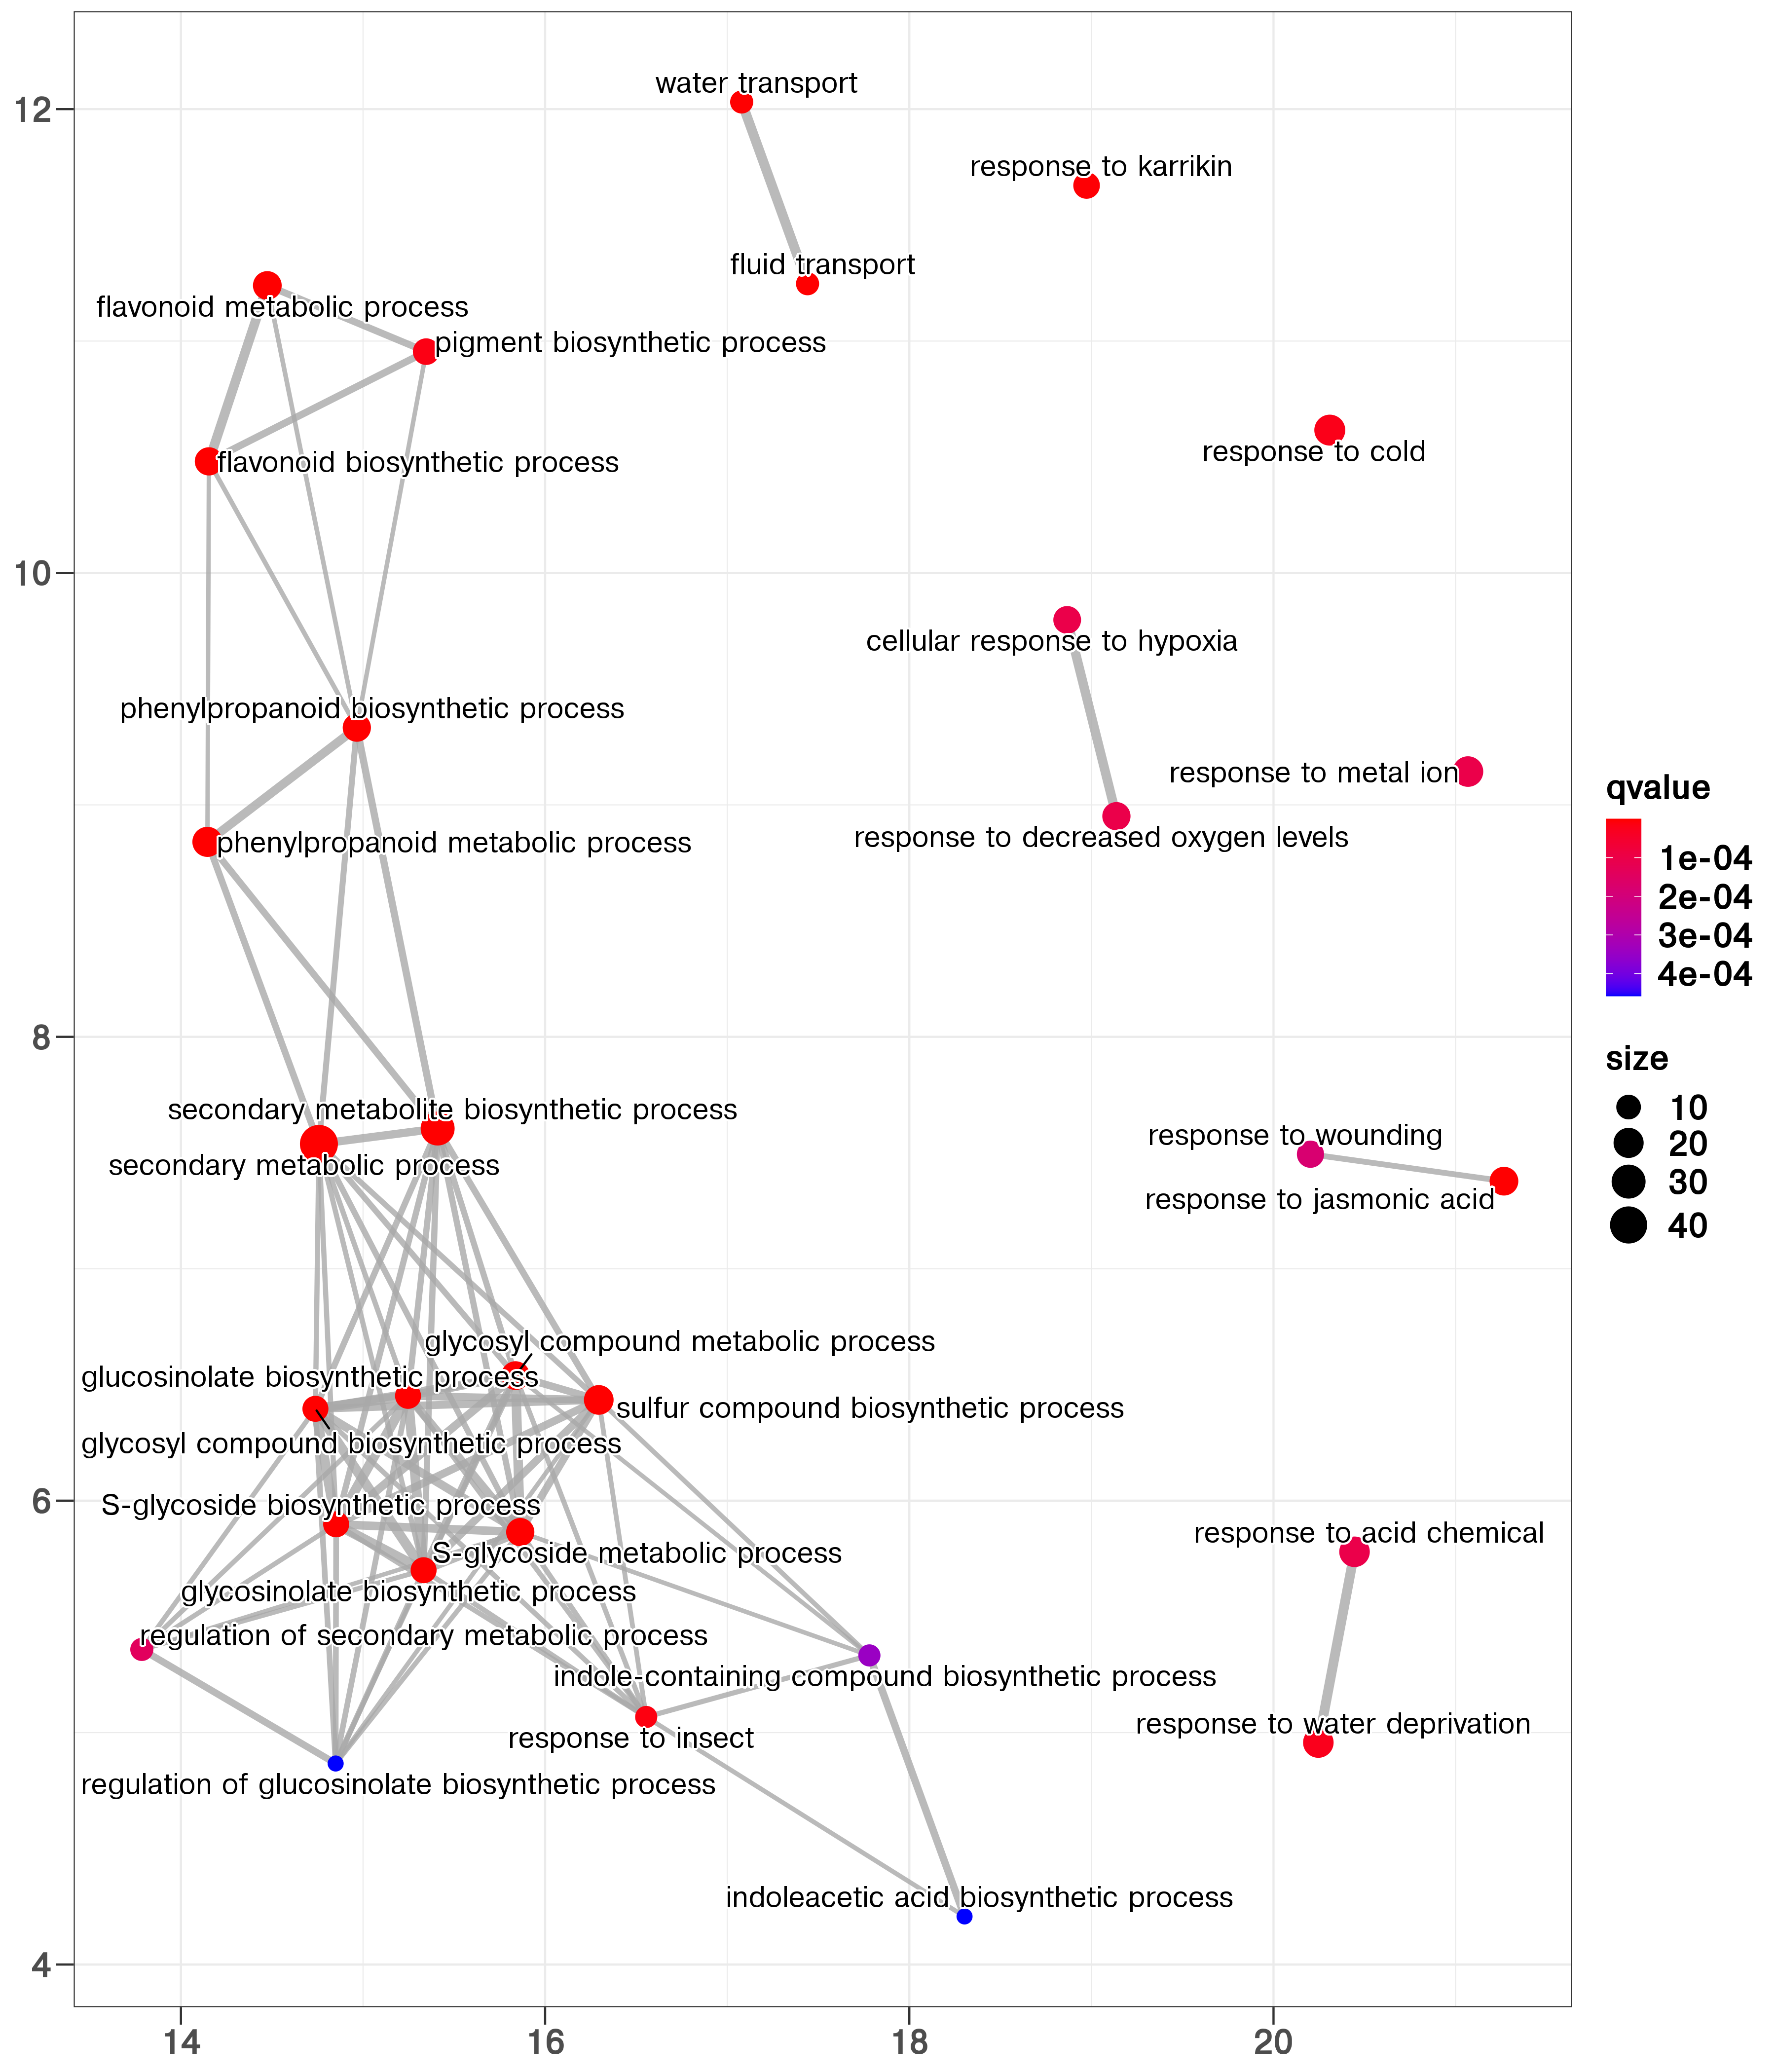 12
water transport
response to karrikin
fluid transport
flavonoid metabolic process
pigment biosynthetic process
response to cold
flavonoid biosynthetic process
10
cellular response to hypoxia
phenylpropanoid biosynthetic process
response to metal ion
response to decreased oxygen levels
phenylpropanoid metabolic process
8
secondary metabolite biosynthetic process
response to wounding
secondary metabolic process
response to jasmonic acid
glycosyl compound metabolic process
glucosinolate biosynthetic process
sulfur compound biosynthetic process
glycosyl compound biosynthetic process
6
S-glycoside biosynthetic process
response to acid chemical
S-glycoside metabolic process
glycosinolate biosynthetic process
regulation of secondary metabolic process
indole-containing compound biosynthetic process
response to water deprivation
response to insect
regulation of glucosinolate biosynthetic process
indoleacetic acid biosynthetic process
4
14
16
18
20
qvalue
1e-04
2e-04
3e-04
4e-04
size
10
20
30
40